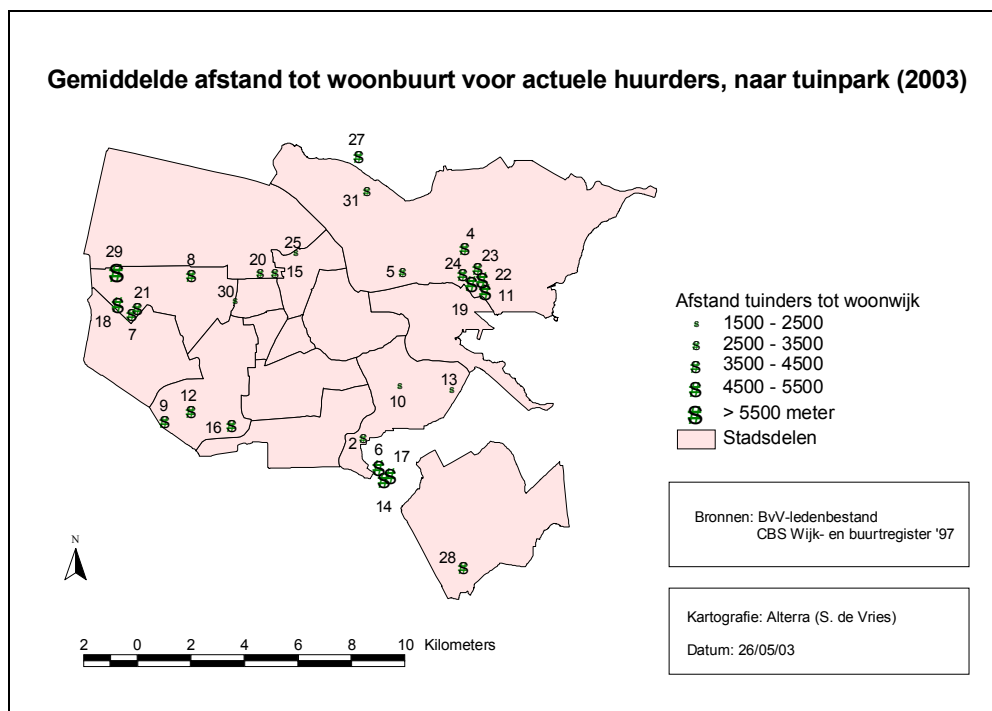 Gemiddelde afstand tot woonbuurt voor actuele huurders, naar tuinpark (2003)
27
31
4
25
29
8
20
15
5
24
23
22
30
21
18
7
19
11
13
10
9
12
16
2
6
17
14
28
Afstand tuinders tot woonwijk
S 1500 - 2500
S 2500 - 3500
S 3500 - 4500
S 4500 - 5500
S > 5500 meter
Stadsdelen
Bronnen: BvV-ledenbestand
CBS Wijk- en buurtregister '97
N
Kartografie: Alterra (S. de Vries)
Datum: 26/05/03
2 0 2 4 6 8 10 Kilometers